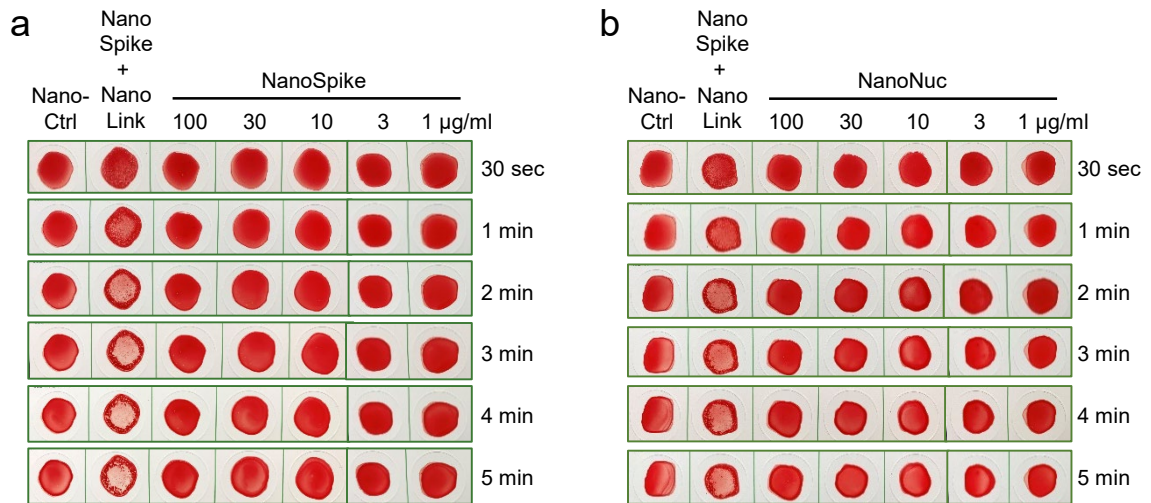 a
Nano
Spike
+
Nano
Link
Nano-
Ctrl
NanoSpike
100 30 10 3 1 µg/ml
30 sec
1 min
2 min
3 min
4 min
5 min
b
Nano
Spike
+
Nano
Link
Nano-
Ctrl
NanoNuc
100 30 10 3 1 µg/ml
30 sec
1 min
2 min
3 min
4 min
5 min